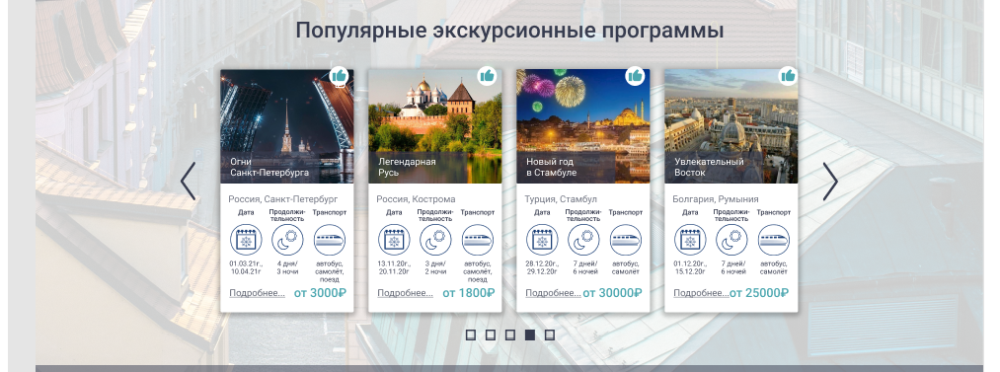 Популярные экскурсионные программы
Огни
Санкт-Петербурга
Россия, Санкт-Петербург
Дата
Продолжи-
тельность
Транспорт
01.03.21г.,
10.04.21г
4 дня/
3 ночи
автобус,
самолёт,
поезд
Подробнее... от 3000₽
Легендарная
Русь
Россия, Кострома
Дата
Продолжи-
тельность
Транспорт
13.11.20г.,
20.11.20г
3 дня/
2 ночи
автобус,
самолёт,
поезд
Подробнее... от 1800₽
Новый год
в Стамбуле
Турция, Стамбул
Дата
Продолжи-
тельность
Транспорт
28.12.20г.,
29.12.20г
7 дней/
6 ночей
автобус,
самолёт
Подробнее... от 30000₽
Увлекательный
Восток
Болгария, Румыния
Дата
Продолжи-
тельность
Транспорт
01.12.20г.,
15.12.20г
7 дней/
6 ночей
автобус,
самолёт
Подробнее... от 25000₽